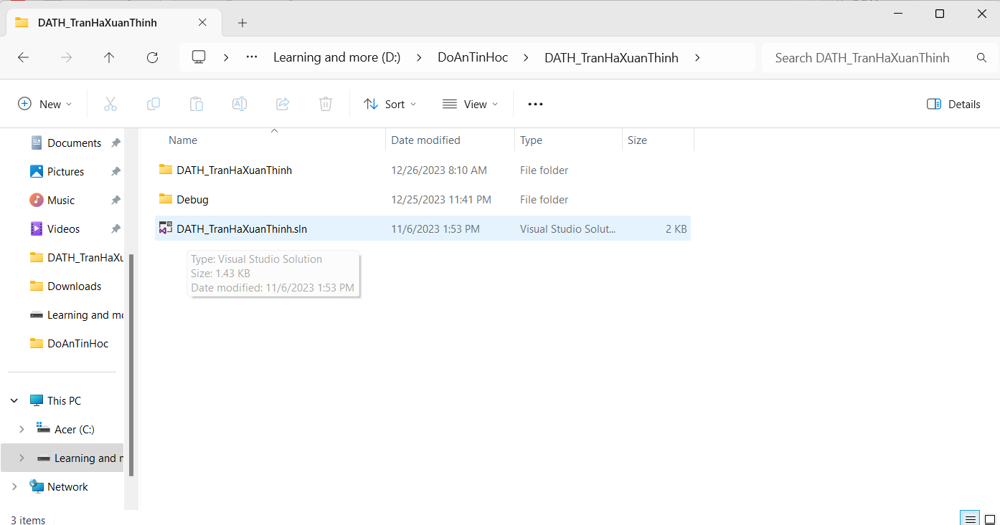 DATH_TranHaXuanThinh
Learning and more (D:) DoAnTinHoc DATH_TranHaXuanThinh
Search DATH_TranHaXuanThinh
New Sort View ••• Details
Name Date modified Type Size
Documents
Pictures
Music
Videos
DATH_TranHaXu
Downloads
Learning and mo
DoAnTinHoc
This PC
Acer (C:)
Learning and r
Network
DATH_TranHaXuanThinh 12/26/2023 8:10 AM File folder
Debug 12/25/2023 11:41 PM File folder
DATH_TranHaXuanThinh.sln 11/6/2023 1:53 PM Visual Studio Solut... 2 KB
Type: Visual Studio Solution
Size: 1.43 KB
Date modified: 11/6/2023 1:53 PM
3 items